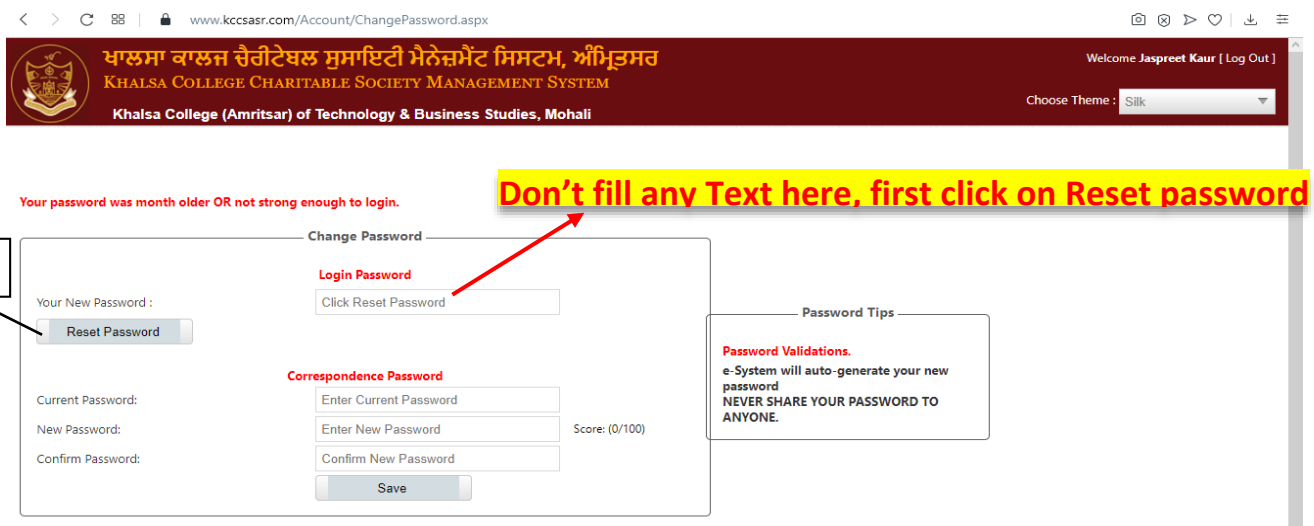 www.kccsasr.com/Account/ChangePassword.aspx
ਖਾਲਸਾ ਕਾਲਜ ਚੈਰੀਟੇਬਲ ਸੁਸਾਇਟੀ ਮੈਨੇਜ਼ਮੈਂਟ ਸਿਸਟਮ, ਅੰਮ੍ਰਿਤਸਰ
KHALSA COLLEGE CHARITABLE SOCIETY MANAGEMENT SYSTEM
Khalsa College (Amritsar) of Technology & Business Studies, Mohali
Welcome Jaspreet Kaur [ Log Out ]
Choose Theme : Silk
Don’t fill any Text here, first click on Reset password
Your password was month older OR not strong enough to login.
Change Password
Login Password
Your New Password :
Click Reset Password
Reset Password
Correspondence Password
Current Password:
Enter Current Password
New Password:
Enter New Password
Score: (0/100)
Confirm Password:
Confirm New Password
Save
Password Tips
Password Validations.
e-System will auto-generate your new
password
NEVER SHARE YOUR PASSWORD TO
ANYONE.